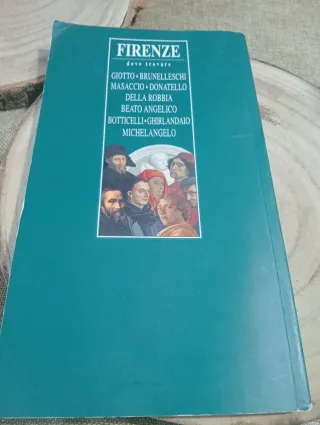 FIRENZE
dove trovare
GIOTTO • BRUNELLESCHI
MASACCIO • DONATELLO
DELLA ROBBIA
BEATO ANGELICO
BOTTICELLI • GHIRLANDAIO
MICHELANGELO